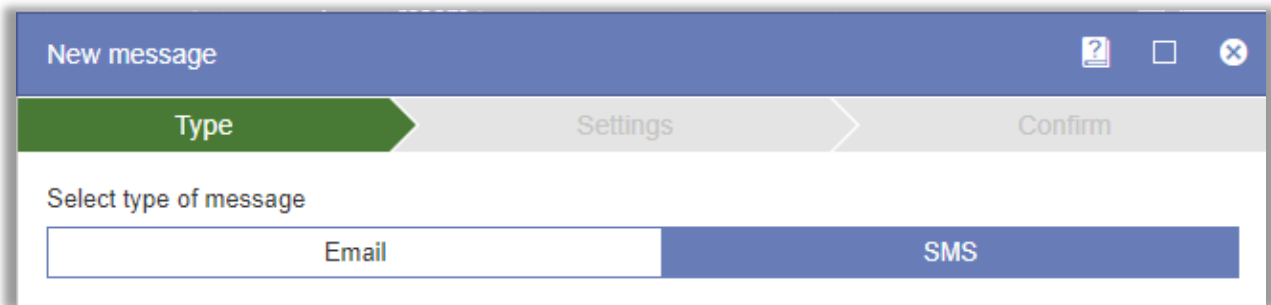 New message
?
Type Settings Confirm
Select type of message
Email SMS